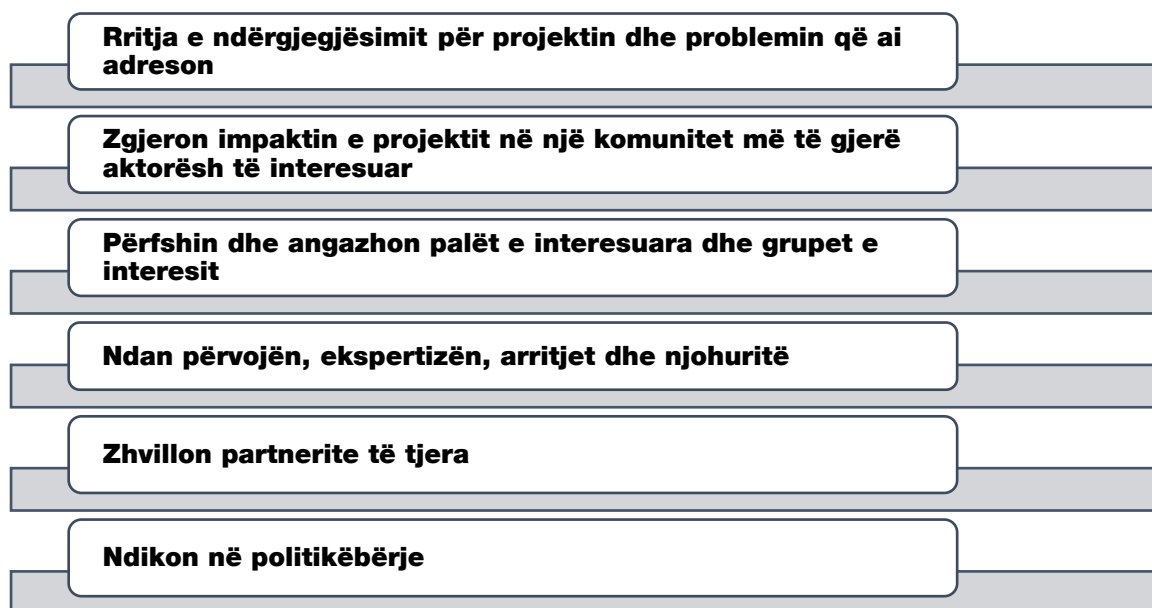 Rritja e ndërgjegjësimit për projektin dhe problemin që ai
adreson
Zgjeron impaktin e projektit në një komunitet më të gjerë
aktorësh të interesuar
Përfshin dhe angazhon palët e interesuara dhe grupet e
interesit
Ndan përvojën, ekspertizën, arritjet dhe njohuritë
Zhvillon partnerite të tjera
Ndikon në politikëbërje